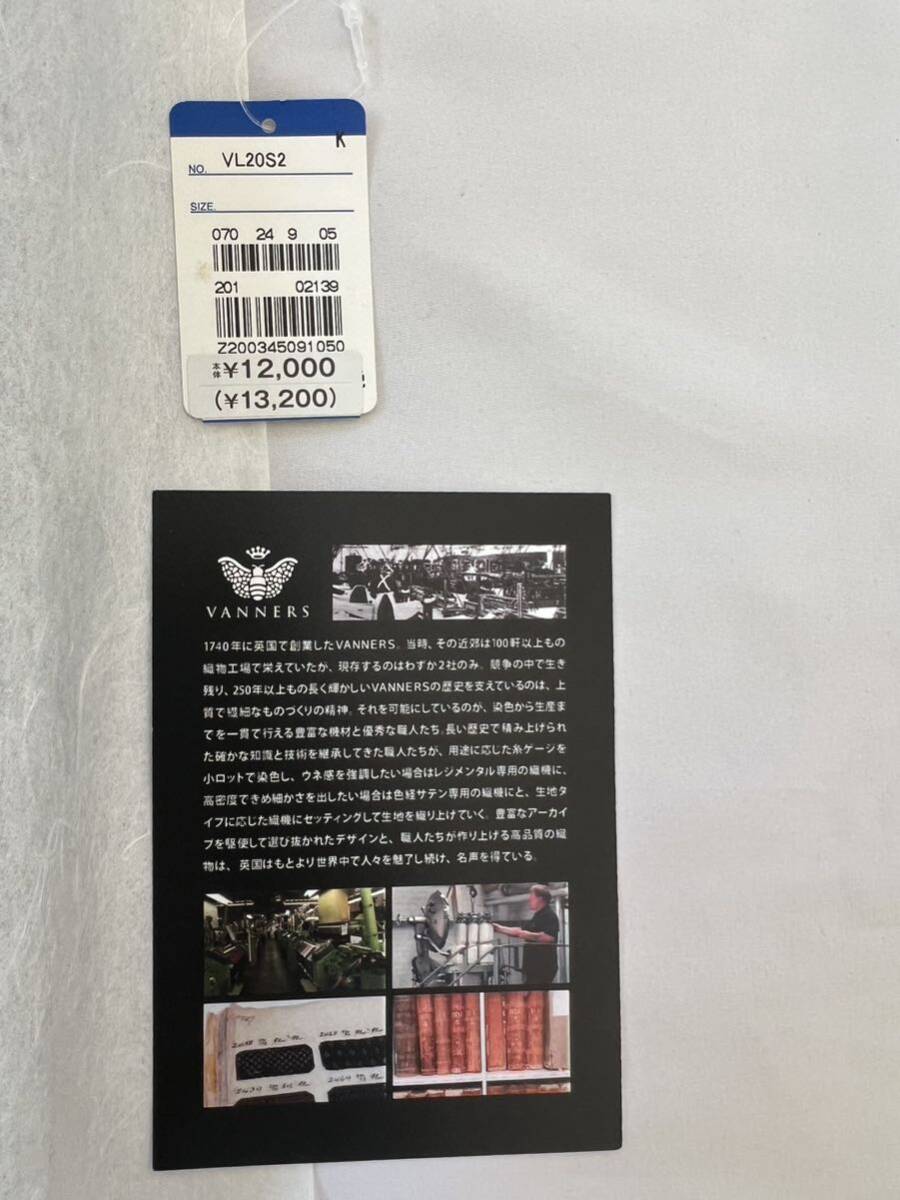 K
NO. VL20S2
SIZE.
070 24 9 05
201 02139
Z200345091050
本体 ¥12,000
(¥13,200)
VANNERS
1740年に英国で創業したVANNERS。当時、その近郊は100軒以上もの
織物工場で栄えていたが、現存するのはわずか2社のみ。競争の中で生き
残り、250年以上もの長く輝かしいVANNERSの歴史を支えているのは、上
質で繊細なものづくりの精神。それを可能にしているのが、染色から生産ま
でを一貫で行える豊富な機材と優秀な職人たち。長い歴史で積み上げられ
た確かな知識と技術を継承してきた職人たちが、用途に応じた糸ゲージを
小ロットで染色し、ウネ感を強調したい場合はレジメンタル専用の織機に、
高密度できめ細かさを出したい場合は色経サテン専用の織機にと、生地タ
イプに応じた織機にセッティングして生地を織り上げていく。豊富なアーカイ
ブを駆使して選び抜かれたデザインと、職人たちが作り上げる高品質の織
物は、英国はもとより世界中で人々を魅了し続け、名声を得ている。